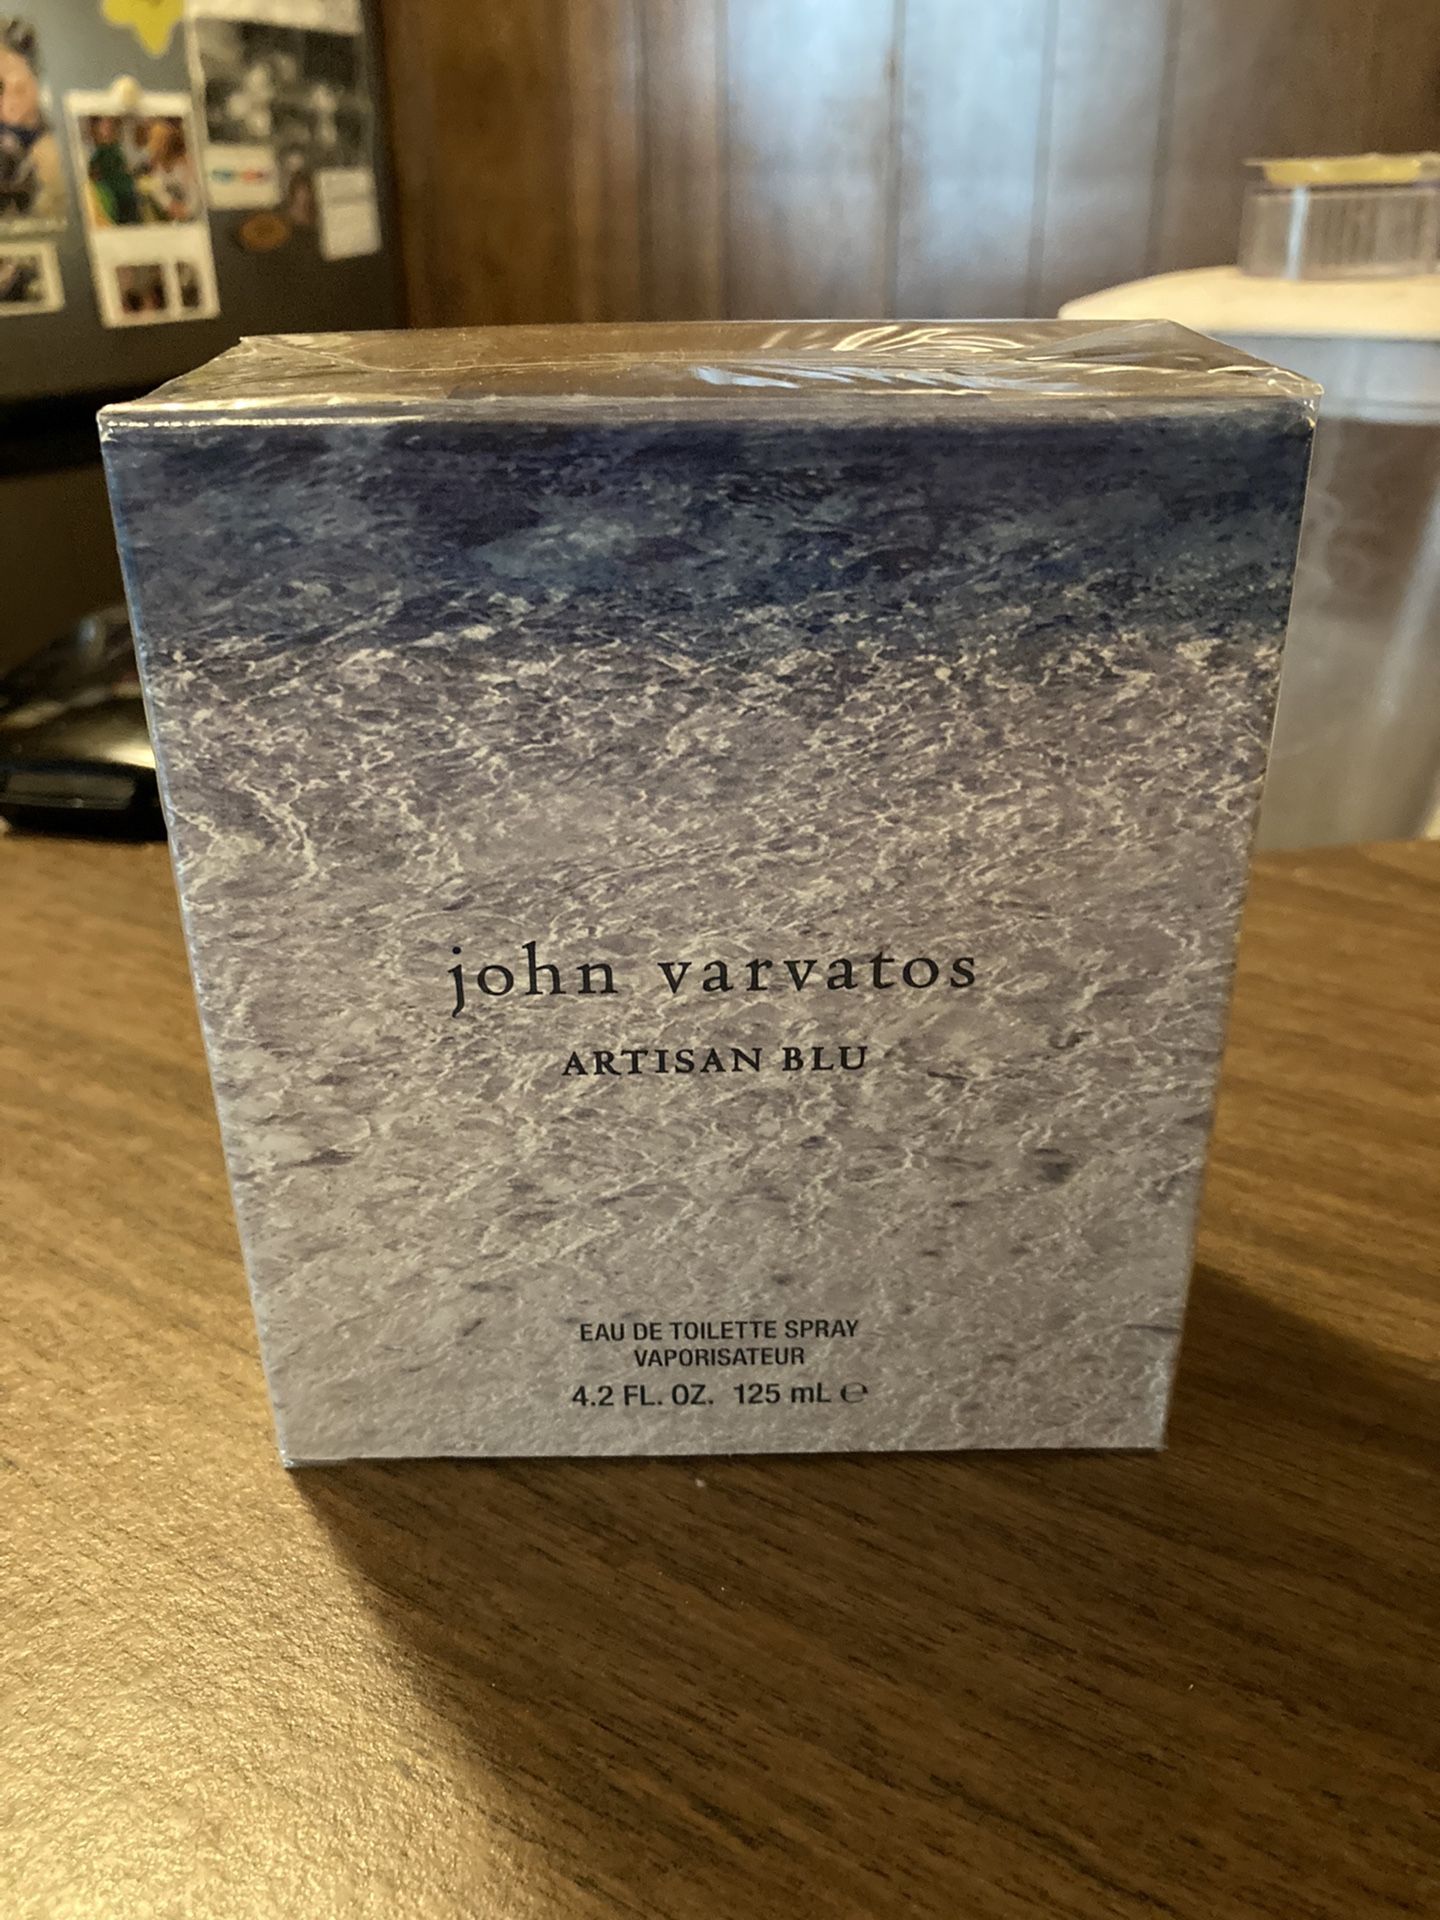 john varvatos
ARTISAN BLU
EAU DE TOILETTE SPRAY
VAPORISATEUR
4.2 FL. OZ. 125 mL ℮